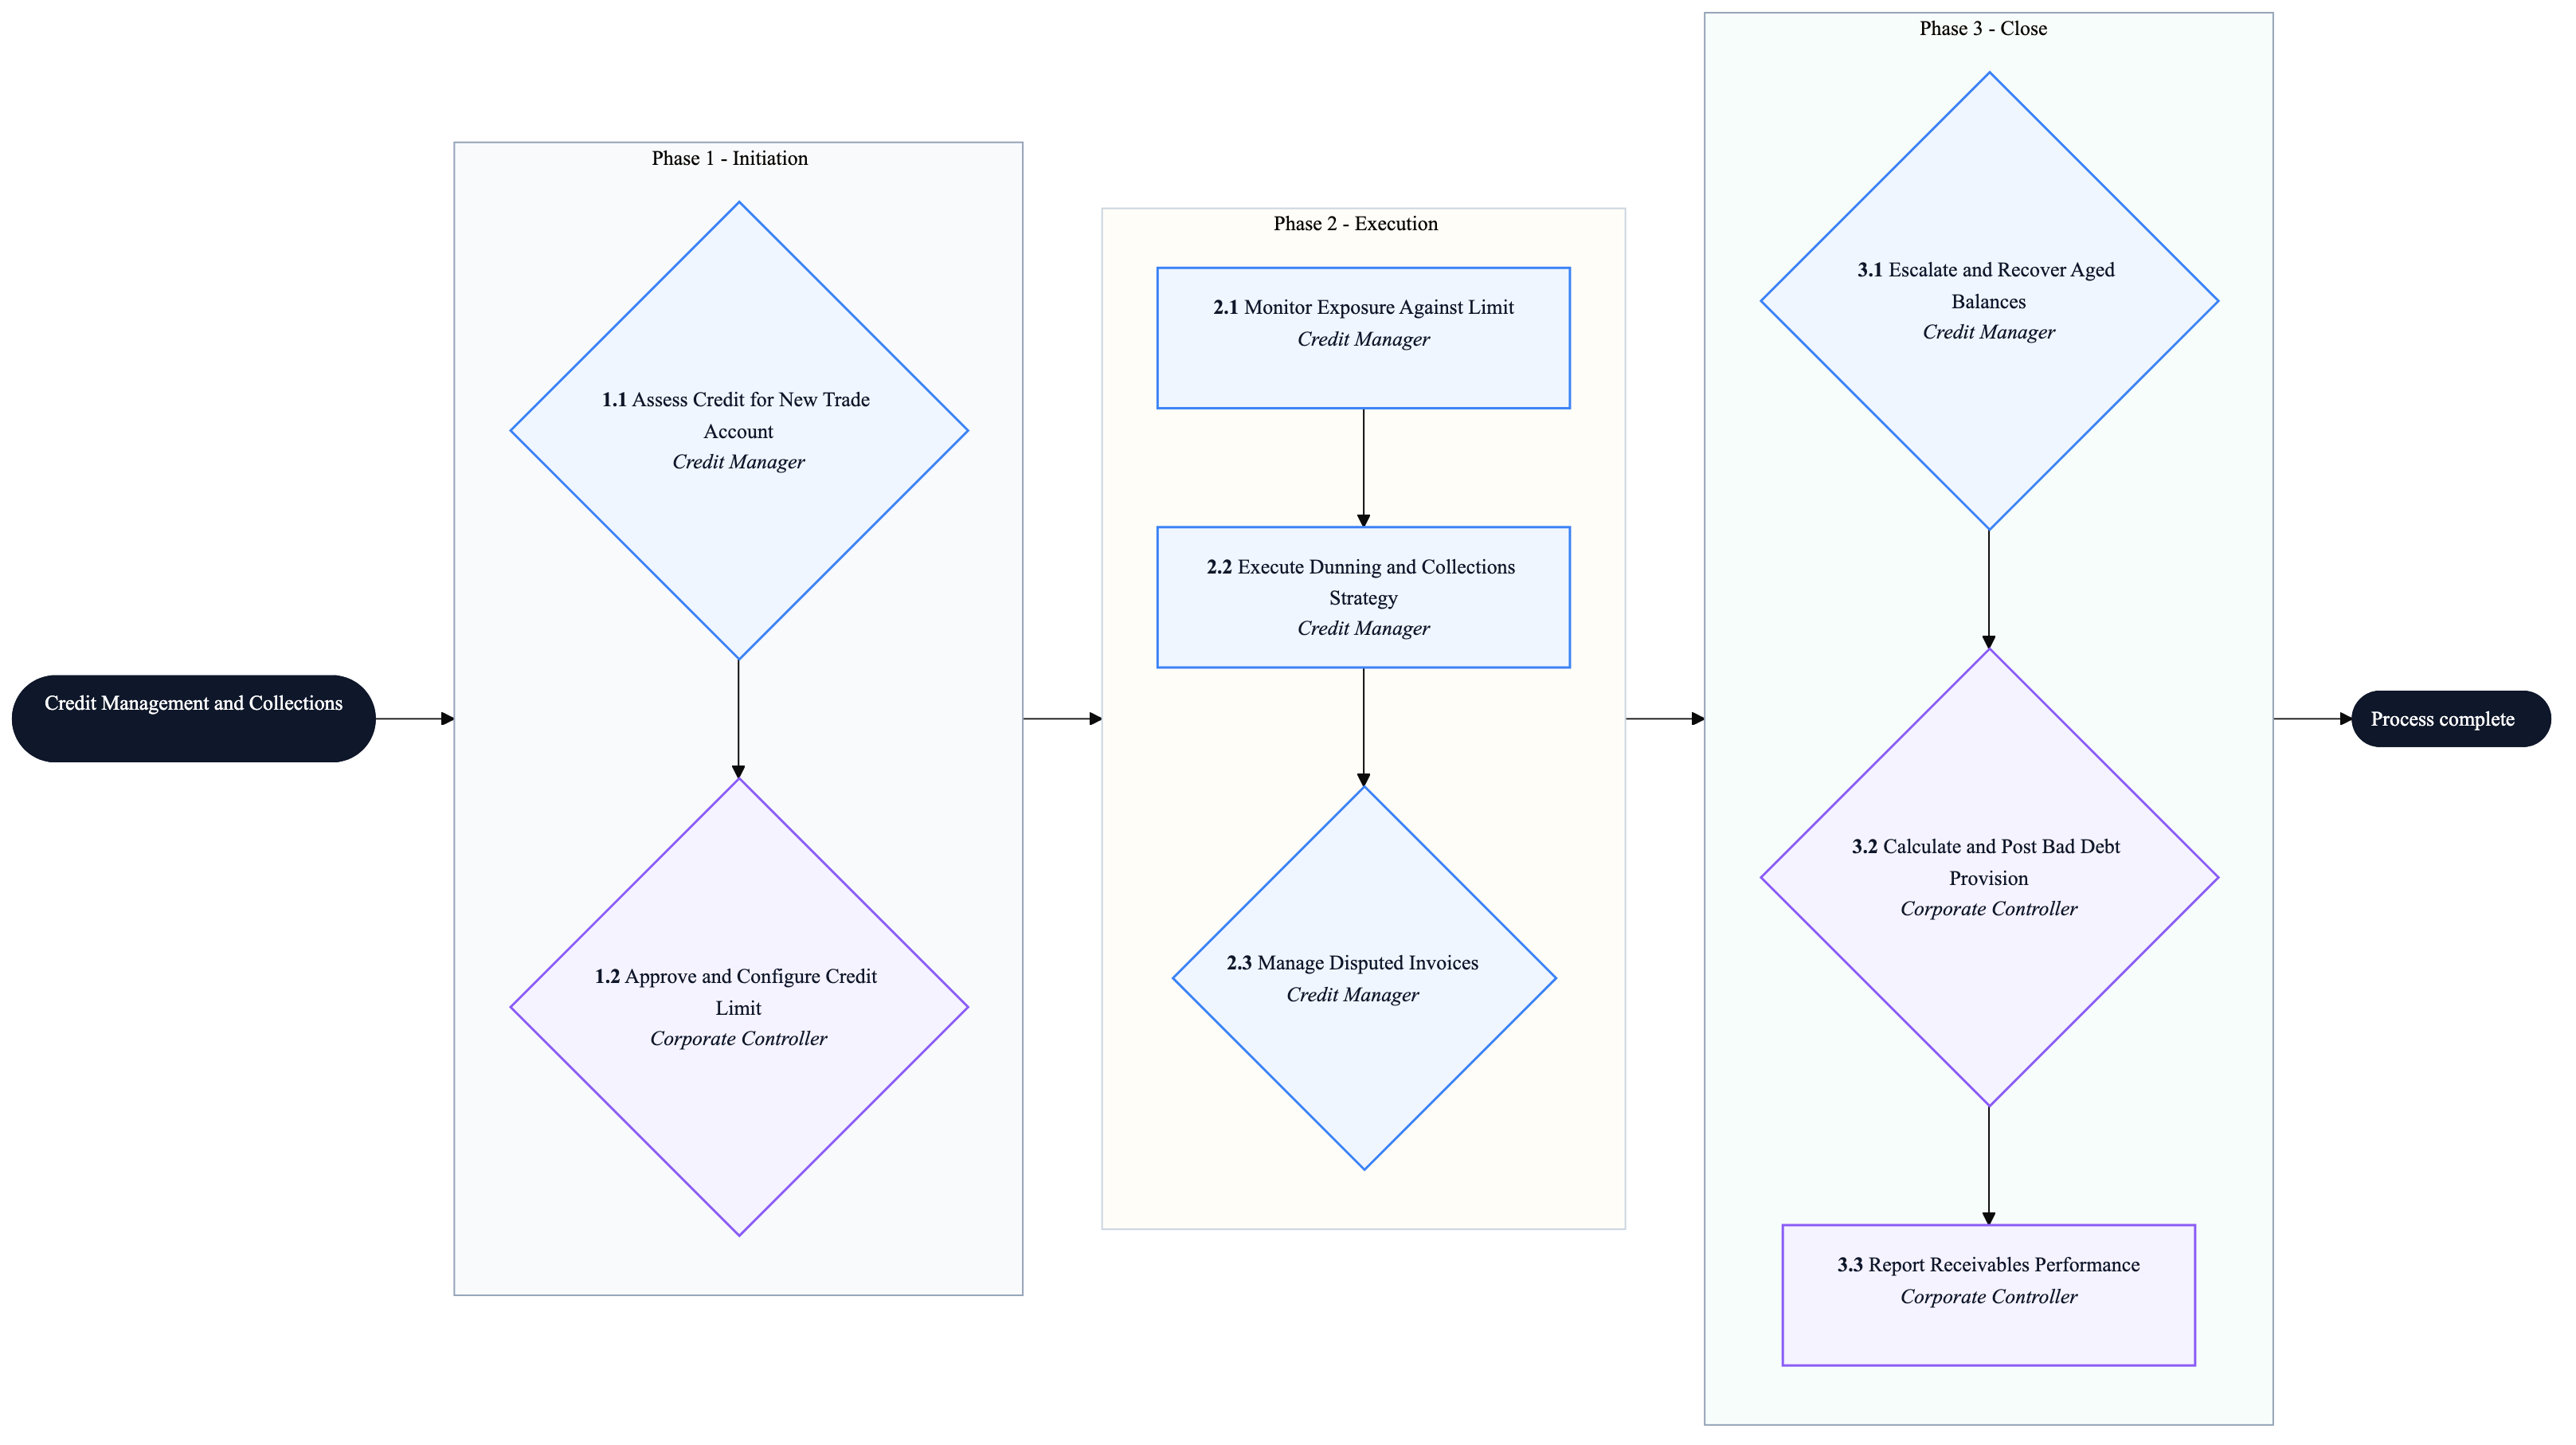 Credit Management and Collections
Phase 1 - Initiation
1.1 Assess Credit for New Trade
Account
Credit Manager
1.2 Approve and Configure Credit
Limit
Corporate Controller
Phase 2 - Execution
2.1 Monitor Exposure Against Limit
Credit Manager
2.2 Execute Dunning and Collections
Strategy
Credit Manager
2.3 Manage Disputed Invoices
Credit Manager
Phase 3 - Close
3.1 Escalate and Recover Aged
Balances
Credit Manager
3.2 Calculate and Post Bad Debt
Provision
Corporate Controller
3.3 Report Receivables Performance
Corporate Controller
Process complete